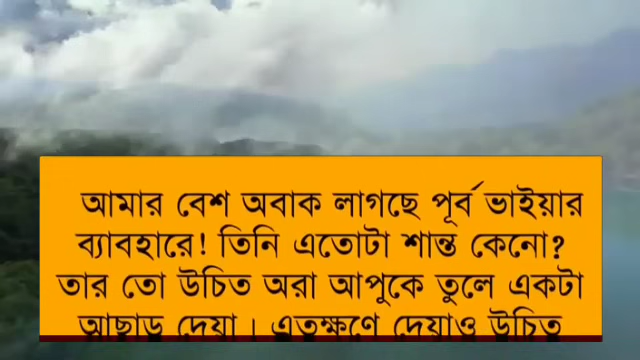 আমার বেশ অবাক লাগছে পূর্ব ভাইয়ার
ব্যাবহারে! তিনি এতোটা শান্ত কেনো?
তার তো উচিত অরা আপুকে তুলে একটা
আছাড় দেয়া। এতক্ষণে দেয়াও উচিত